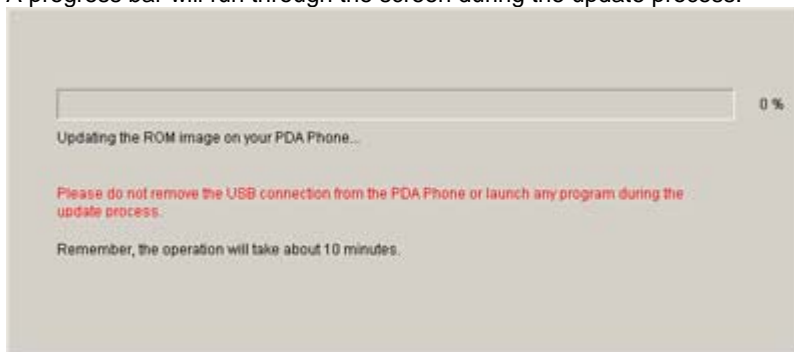 A progress bar will run through the screen during the update process.
0 %
Updating the ROM image on your PDA Phone...
Please do not remove the USB connection from the PDA Phone or launch any program during the
update process.
Remember, the operation will take about 10 minutes.